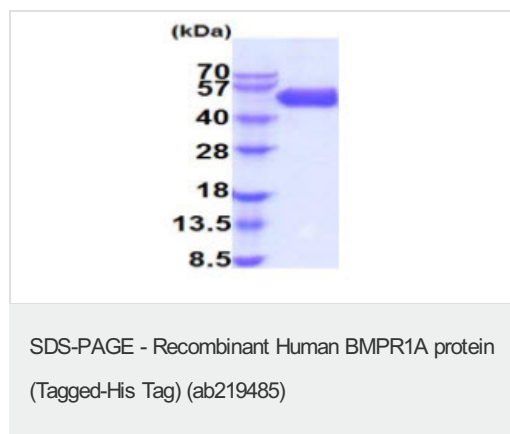 (kDa)
70
57
40
28
18
13.5
8.5
SDS-PAGE - Recombinant Human BMPR1A protein
(Tagged-His Tag) (ab219485)